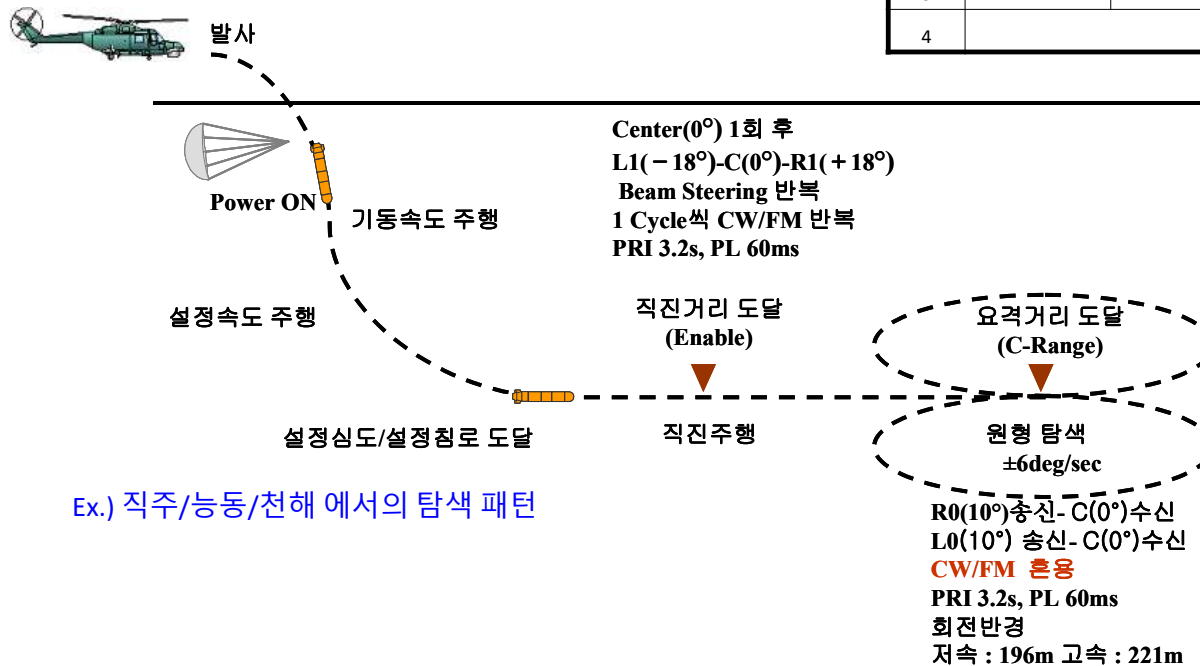 발사
4
Power ON
기동속도 주행
설정속도 주행
설정심도/설정침로 도달
Center(0°) 1회 후
L1(－18°)-C(0°)-R1(＋18°)
Beam Steering 반복
1 Cycle씩 CW/FM 반복
PRI 3.2s, PL 60ms
직진거리 도달
(Enable)
직진주행
요격거리 도달
(C-Range)
원형 탐색
±6deg/sec
R0(10°)송신- C(0°)수신
L0(10°) 송신- C(0°)수신
CW/FM 혼용
PRI 3.2s, PL 60ms
회전반경
저속 : 196m 고속 : 221m
Ex.) 직주/능동/천해 에서의 탐색 패턴